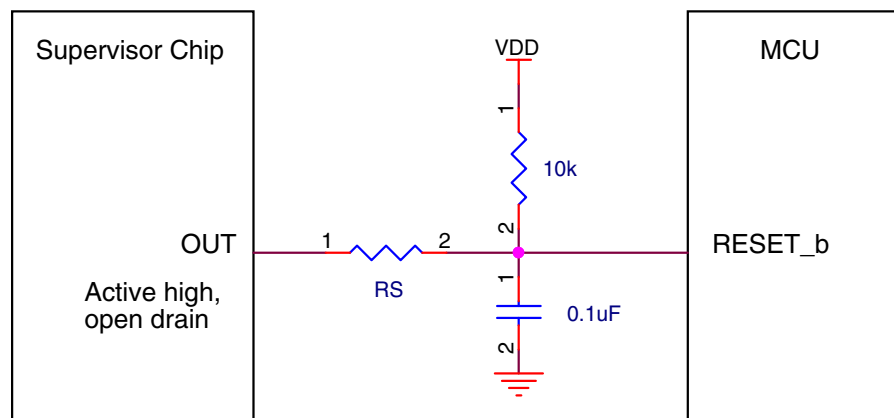 Supervisor Chip
VDD
MCU
1
10k
2
OUT
1
2
RESET_b
RS
1
Active high,
open drain
0.1uF
2